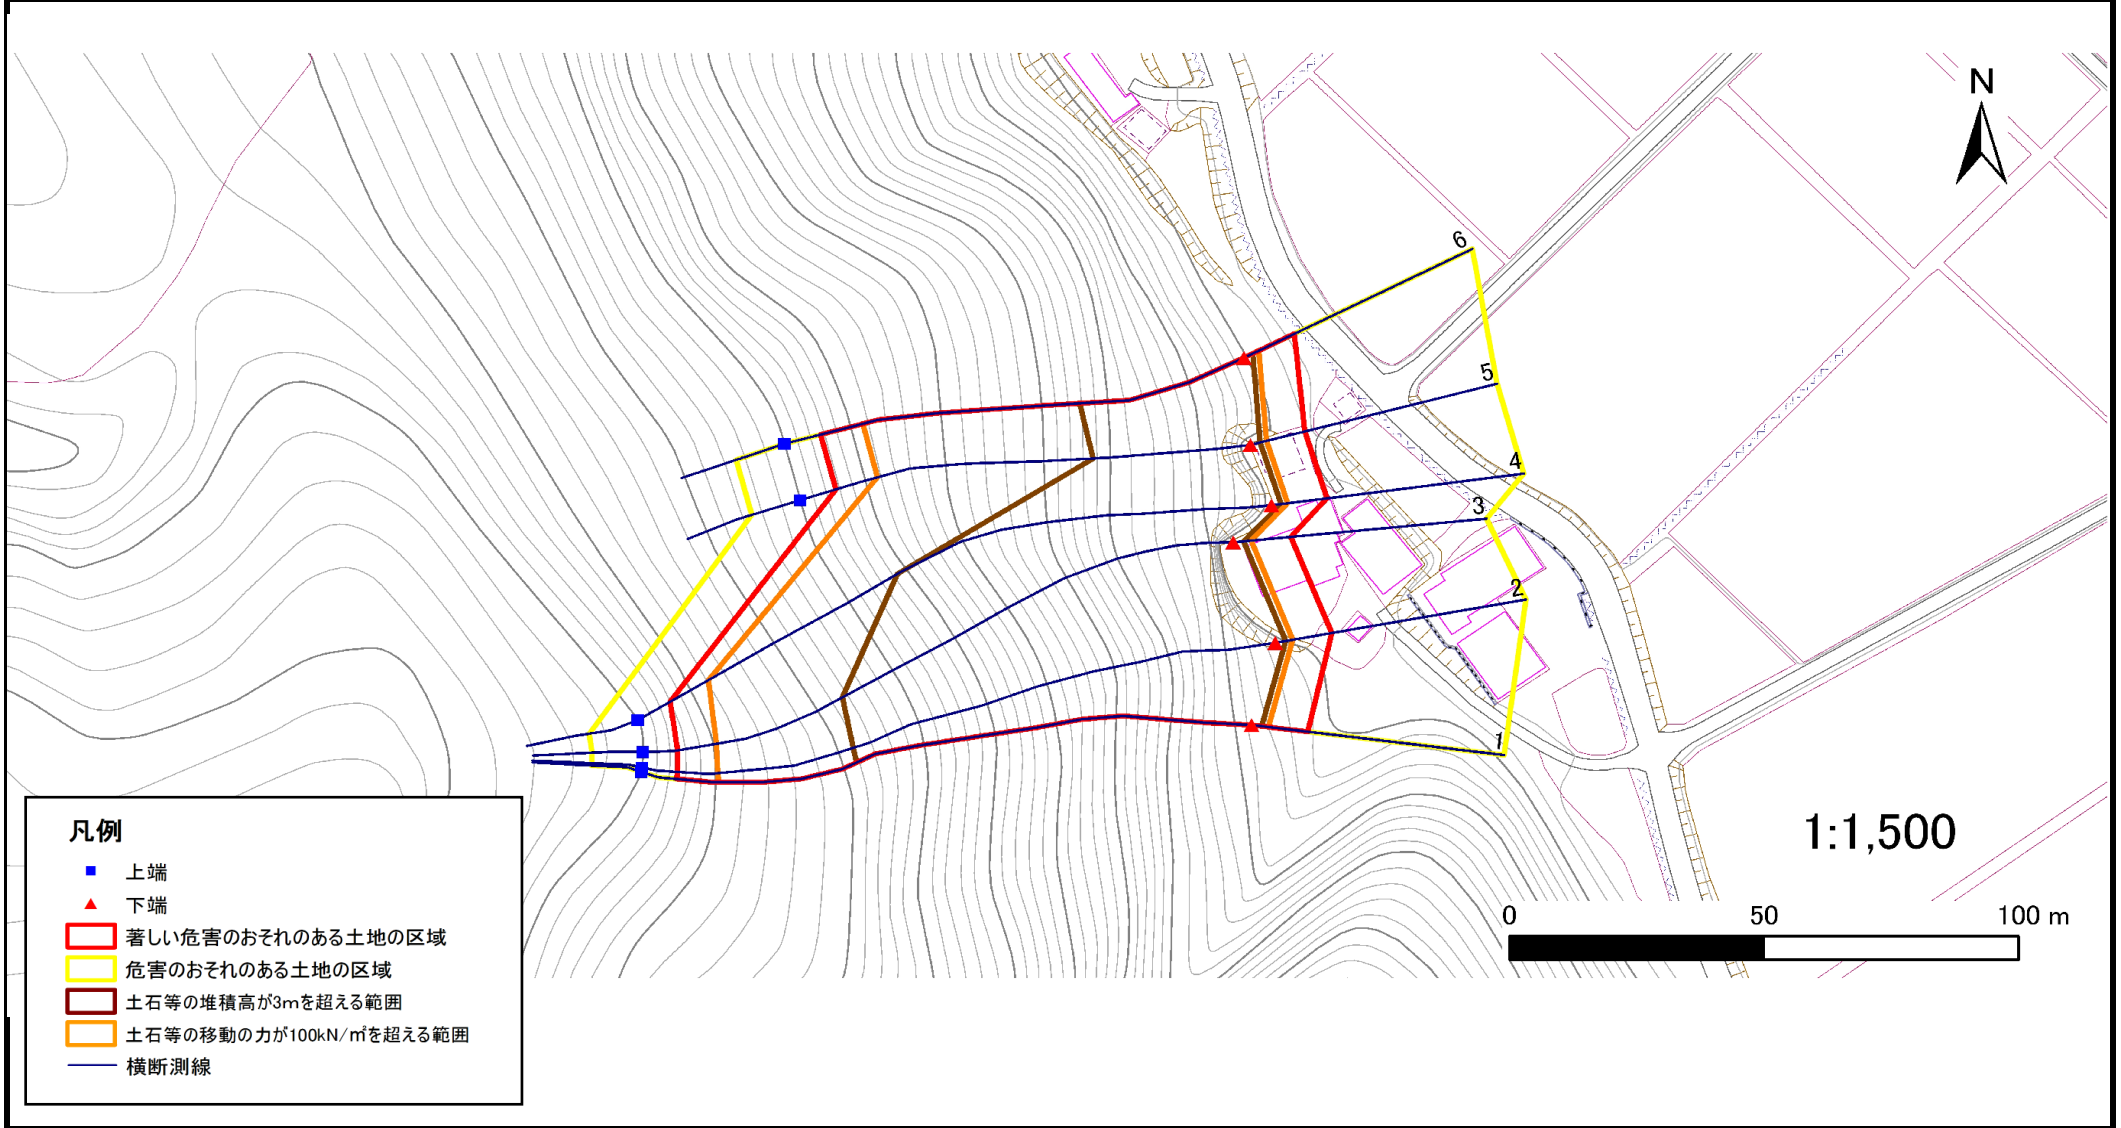 N
6
5
4
3
2
1
1:1,500
0 50 100 m
凡例
上端
下端
著しい危害のおそれのある土地の区域
危害のおそれのある土地の区域
土石等の堆積高が3mを超える範囲
土石等の移動の力が100kN/㎡を超える範囲
横断測線